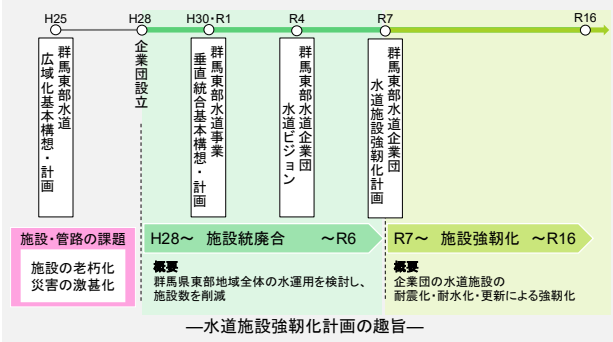 H25
H28
H30・R1
R4
R7
R16
群馬東部水道
広域化基本構想・計画
企業団設立
群馬東部水道事業
垂直統合基本構想・計画
群馬東部水道企業団
水道ビジョン
群馬東部水道企業団
水道施設強靭化計画
施設・管路の課題
施設の老朽化
災害の激甚化
H28～ 施設統廃合 ～R6
概要
群馬県東部地域全体の水運用を検討し、
施設数を削減
R7～ 施設強靭化 ～R16
概要
企業団の水道施設の
耐震化・耐水化・更新による強靭化
―水道施設強靭化計画の趣旨―